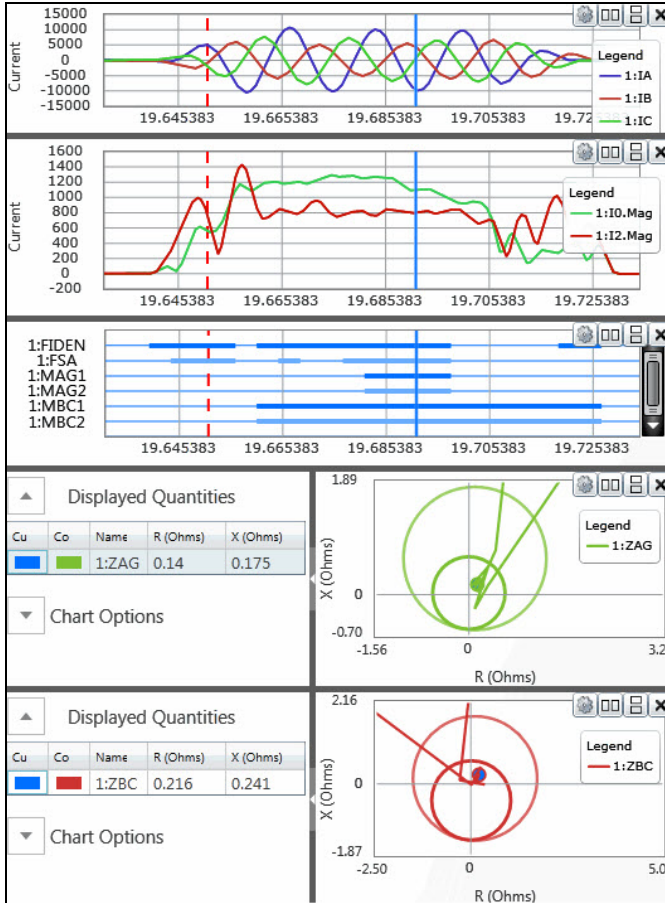 15000
10000
5000
0
-5000
-10000
-15000
Current
19.645383
19.665383
19.685383
19.705383
Legend
1:IA
1:IB
1:IC
1600
1400
1200
1000
800
600
400
200
0
-200
Current
19.645383
19.665383
19.685383
19.705383
19.725383
Legend
1:I0.Mag
1:I2.Mag
1:FIDEN
1:FSA
1:MAG1
1:MAG2
1:MBC1
1:MBC2
19.645383
19.665383
19.685383
19.705383
19.725383
Displayed Quantities
Cu Co Name R (Ohms) X (Ohms)
1:ZAG 0.14 0.175
Chart Options
1.89
0
-0.70
X (Ohms)
-1.56 0 3.2
R (Ohms)
Legend
1:ZAG
Displayed Quantities
Cu Co Name R (Ohms) X (Ohms)
1:ZBC 0.216 0.241
Chart Options
2.16
0
-1.87
X (Ohms)
-2.50 0 5.0
R (Ohms)
Legend
1:ZBC